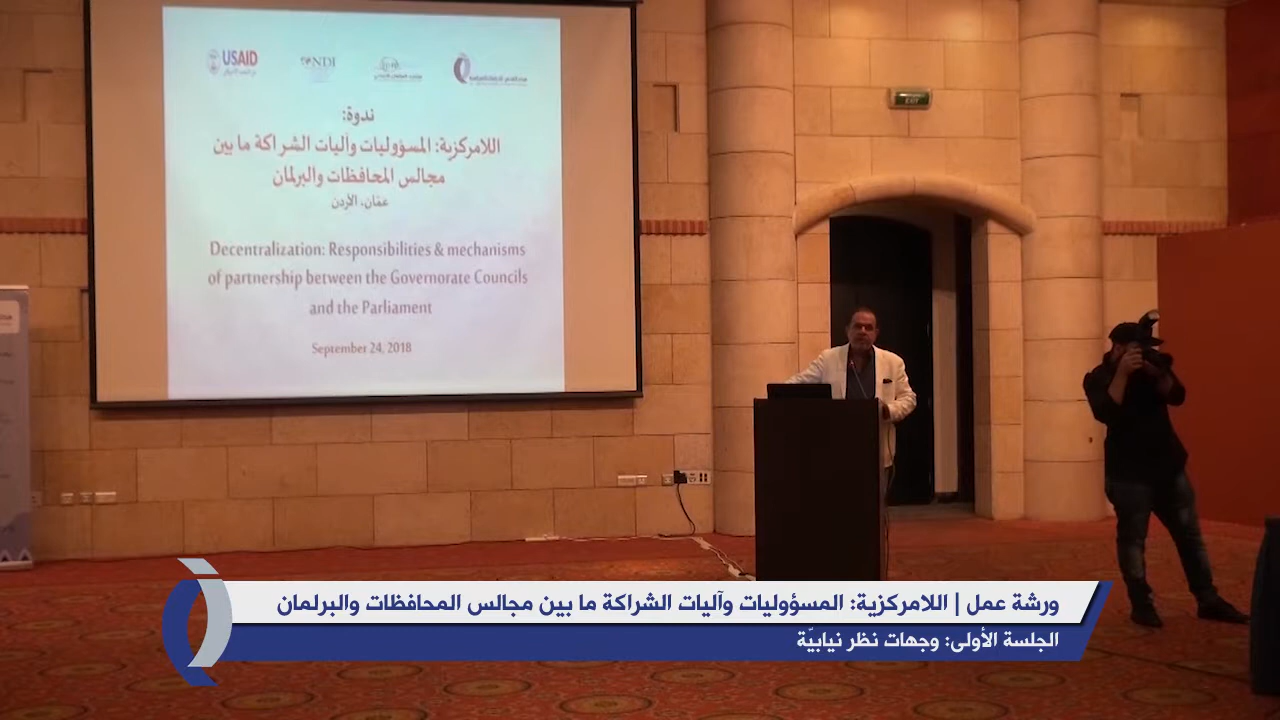 USAID
NDI
ندوة:
اللامركزية: المسؤوليات وآليات الشراكة ما بين
مجالس المحافظات والبرلمان
عمّان، الأردن
Decentralization: Responsibilities & mechanisms
of partnership between the Governorate Councils
and the Parliament
September 24, 2018
EXIT
ورشة عمل | اللامركزية: المسؤوليات وآليات الشراكة ما بين مجالس المحافظات والبرلمان
الجلسة الأولى: وجهات نظر نيابيّة